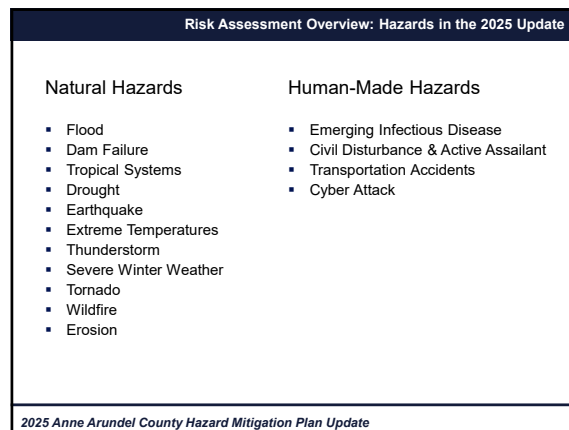 Risk Assessment Overview: Hazards in the 2025 Update
Natural Hazards
Flood
Dam Failure
Tropical Systems
Drought
Earthquake
Extreme Temperatures
Thunderstorm
Severe Winter Weather
Tornado
Wildfire
Erosion
Human-Made Hazards
Emerging Infectious Disease
Civil Disturbance & Active Assailant
Transportation Accidents
Cyber Attack
2025 Anne Arundel County Hazard Mitigation Plan Update